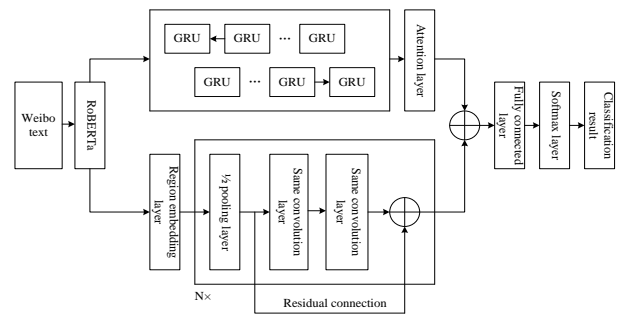 Weibo
text
RoBERTa
GRU
GRU
...
GRU
GRU
...
GRU
GRU
Attention layer
Region embedding
layer
½ pooling layer
Same convolution
layer
Same convolution
layer
N×
Residual connection
Fully connected
layer
Softmax layer
Classification
result